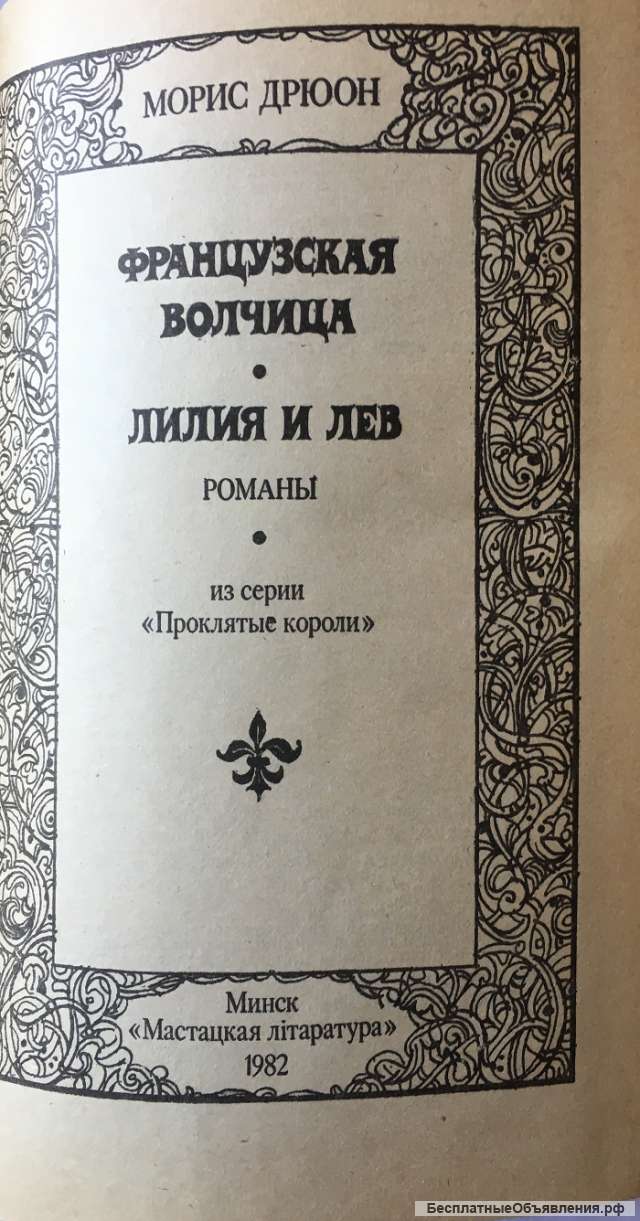 МОРИС ДРЮОН
ФРАНЦУЗСКАЯ
ВОЛЧИЦА
•
ЛИЛИЯ И ЛЕВ
РОМАНЫ
•
из серии
«Проклятые короли»
Минск
«Мастацкая літаратура»
1982
БесплатныеОбъявления.рф